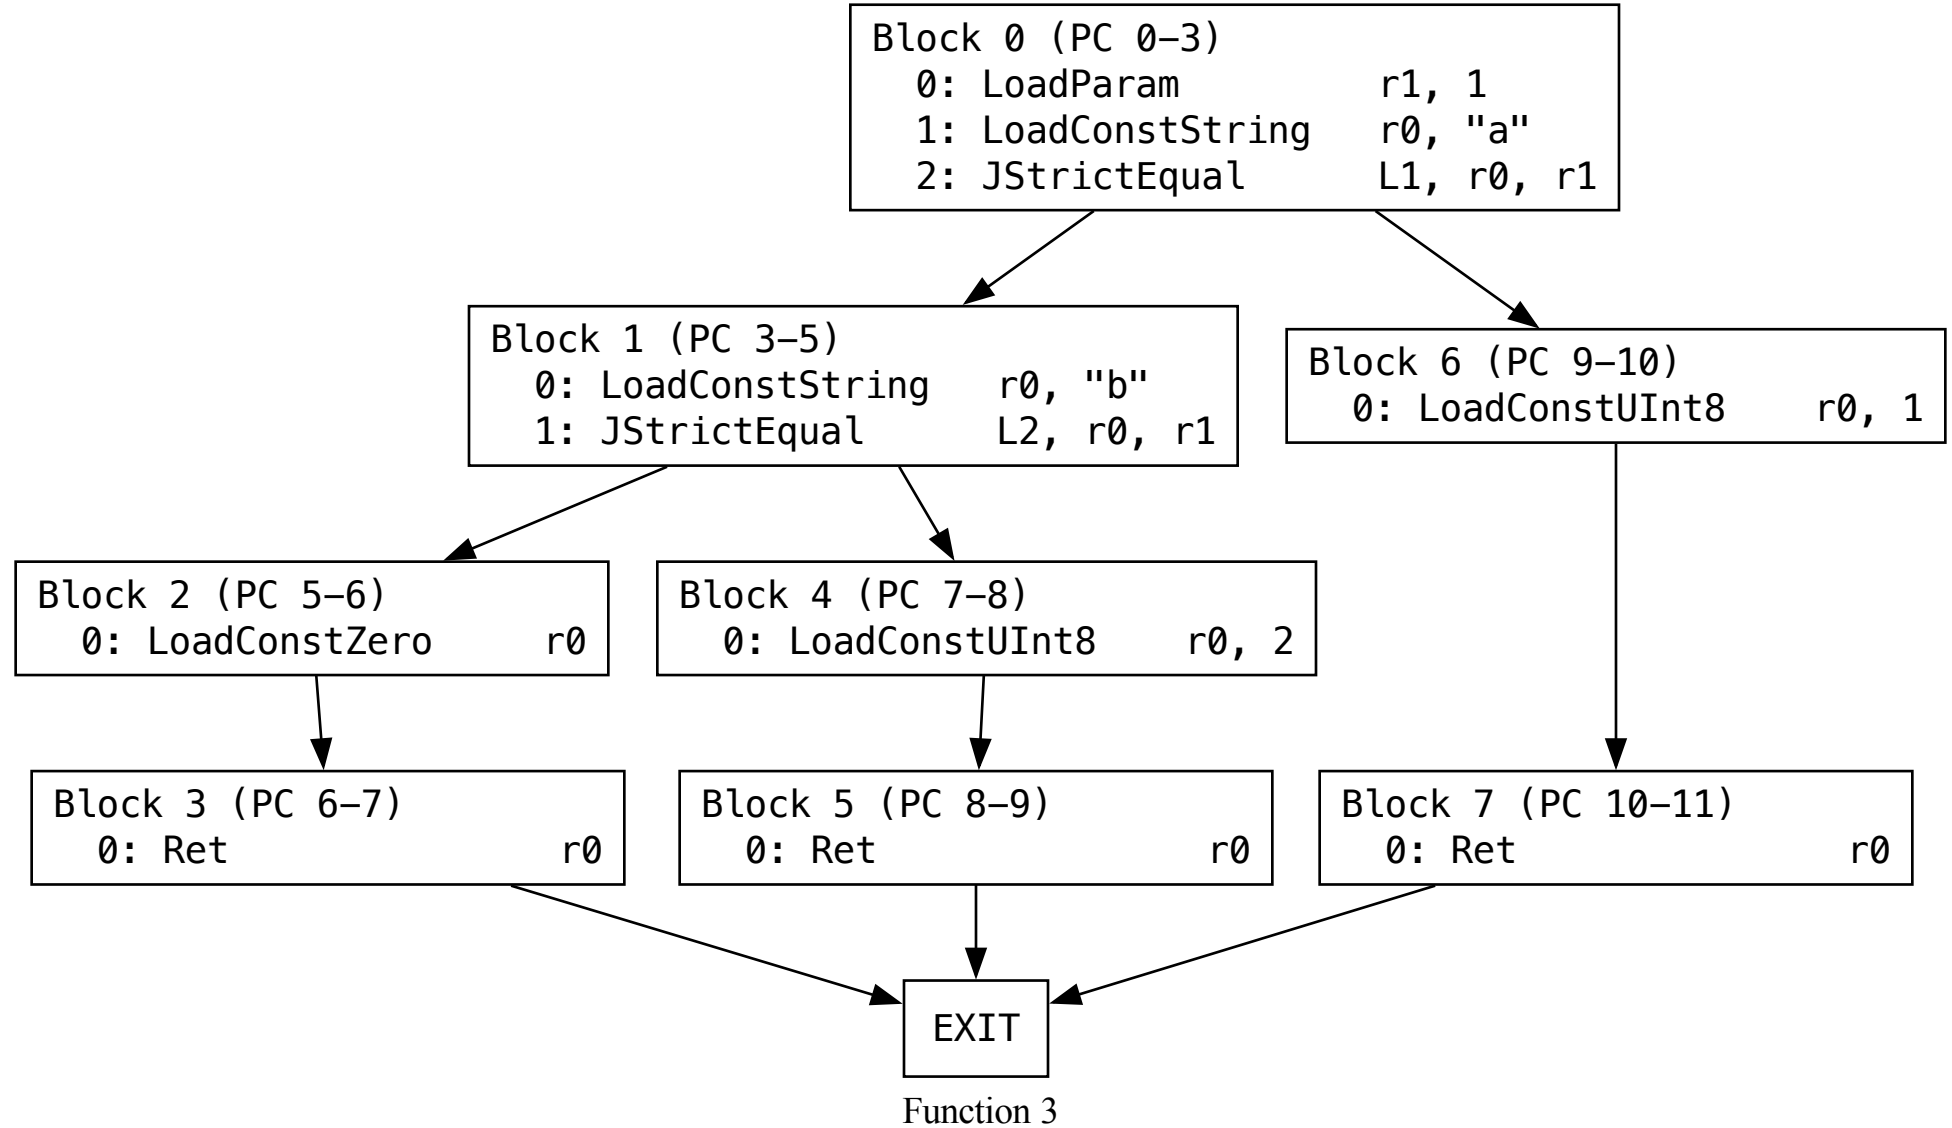 Block 0 (PC 0–3)
0: LoadParam r1, 1
1: LoadConstString r0, "a"
2: JStrictEqual L1, r0, r1
Block 1 (PC 3–5)
0: LoadConstString r0, "b"
1: JStrictEqual L2, r0, r1
Block 6 (PC 9–10)
0: LoadConstUInt8 r0, 1
Block 2 (PC 5–6)
0: LoadConstZero r0
Block 4 (PC 7–8)
0: LoadConstUInt8 r0, 2
Block 3 (PC 6–7)
0: Ret r0
Block 5 (PC 8–9)
0: Ret r0
Block 7 (PC 10–11)
0: Ret r0
EXIT
Function 3